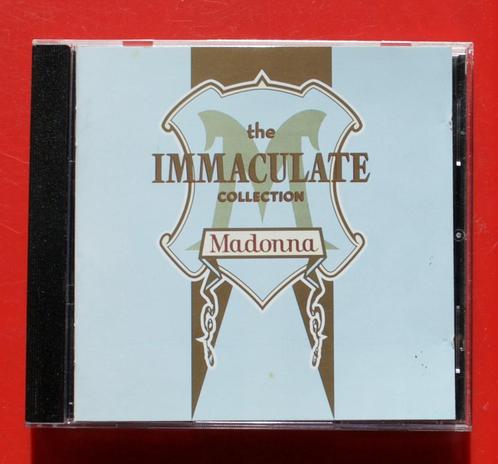 the
IMMACULATE
COLLECTION
Madonna